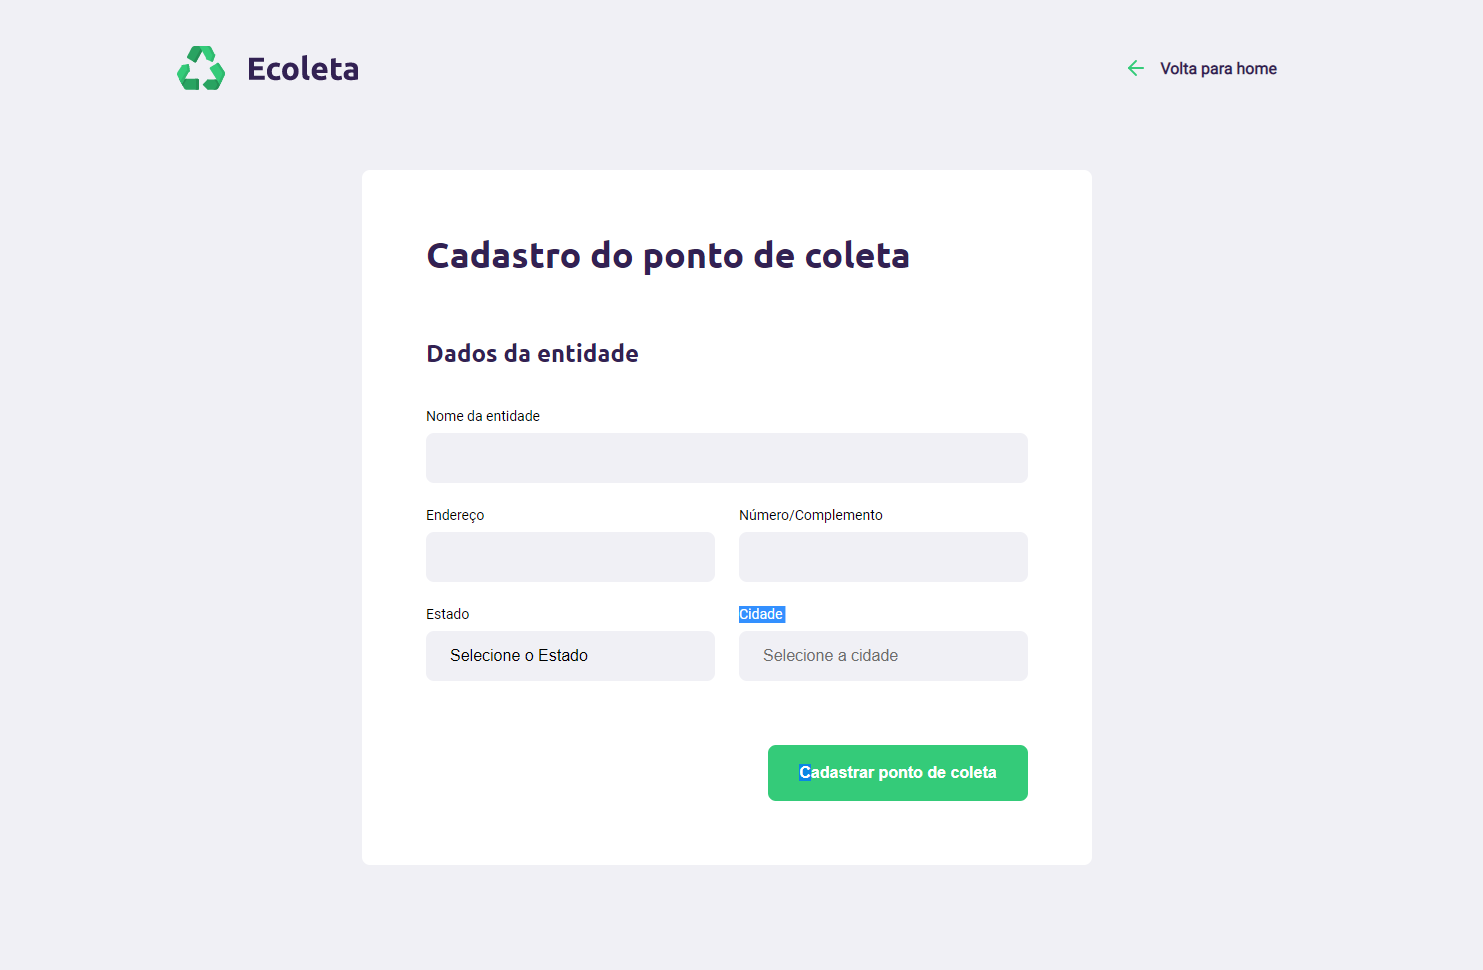 Ecoleta
Volta para home
Cadastro do ponto de coleta
Dados da entidade
Nome da entidade
Endereço
Número/Complemento
Estado
Cidade
Selecione o Estado
Selecione a cidade
Cadastrar ponto de coleta